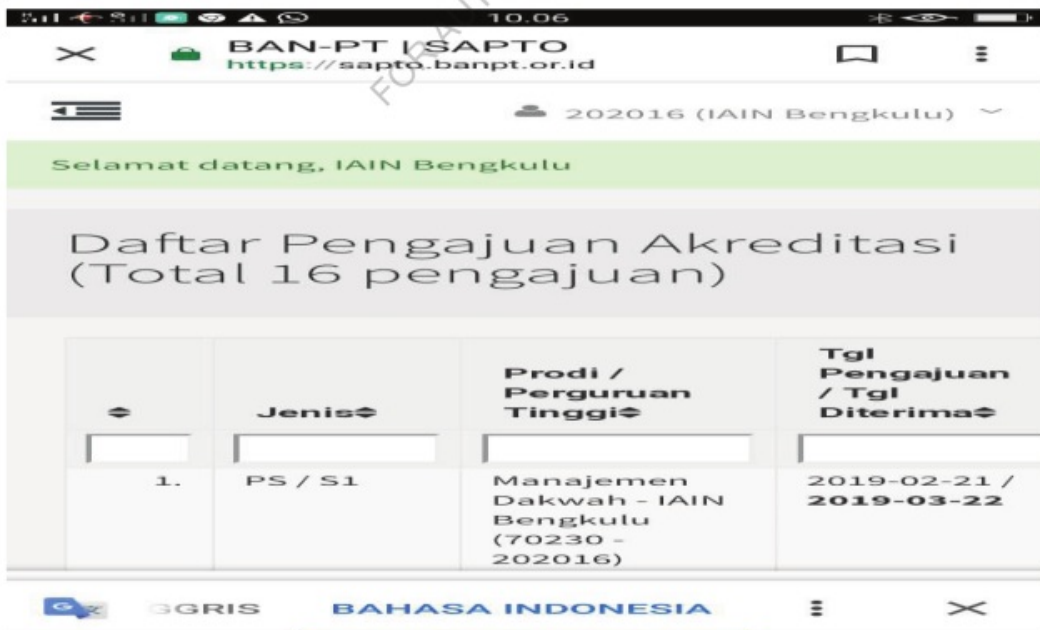 10.06
BAN-PT | SAPTO
https://sapto.banpt.or.id
202016 (IAIN Bengkulu)
Selamat datang, IAIN Bengkulu
Daftar Pengajuan Akreditasi
(Total 16 pengajuan)
Jenis
Prodi /
Perguruan
Tinggi
Tgl
Pengajuan
/ Tgl
Diterima
1.
PS / S1
Manajemen
Dakwah - IAIN
Bengkulu
(70230 -
202016)
2019-02-21 /
2019-03-22
GGRIS
BAHASA INDONESIA